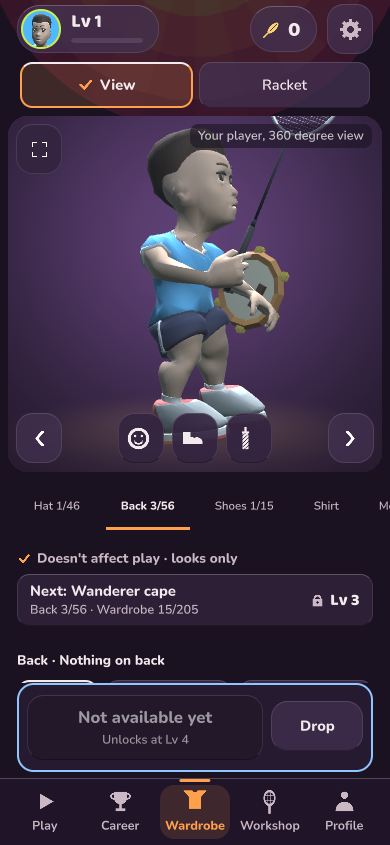 Lv 1
0
View
Racket
Your player, 360 degree view
Hat 1/46
Back 3/56
Shoes 1/15
Shirt
Doesn't affect play · looks only
Next: Wanderer cape
Back 3/56 · Wardrobe 15/205
Lv 3
Back · Nothing on back
Not available yet
Unlocks at Lv 4
Drop
Play
Career
Wardrobe
Workshop
Profile